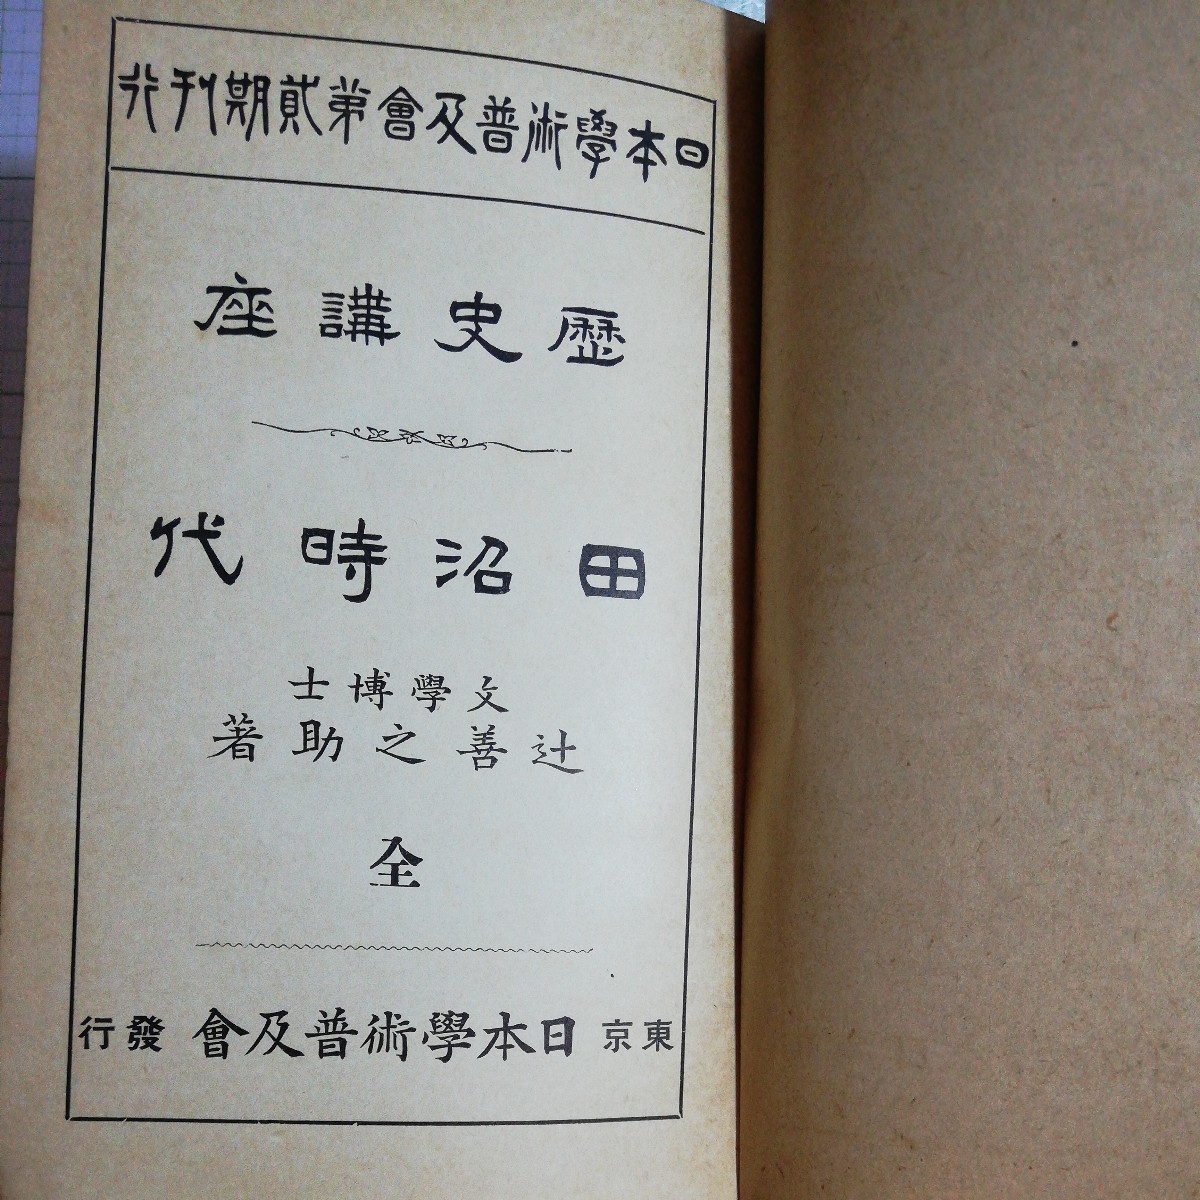 日本學術普及會第貳期刊行
歷史講座
田沼時代
文學博士
辻善之助著
全
東京 日本學術普及會 發行